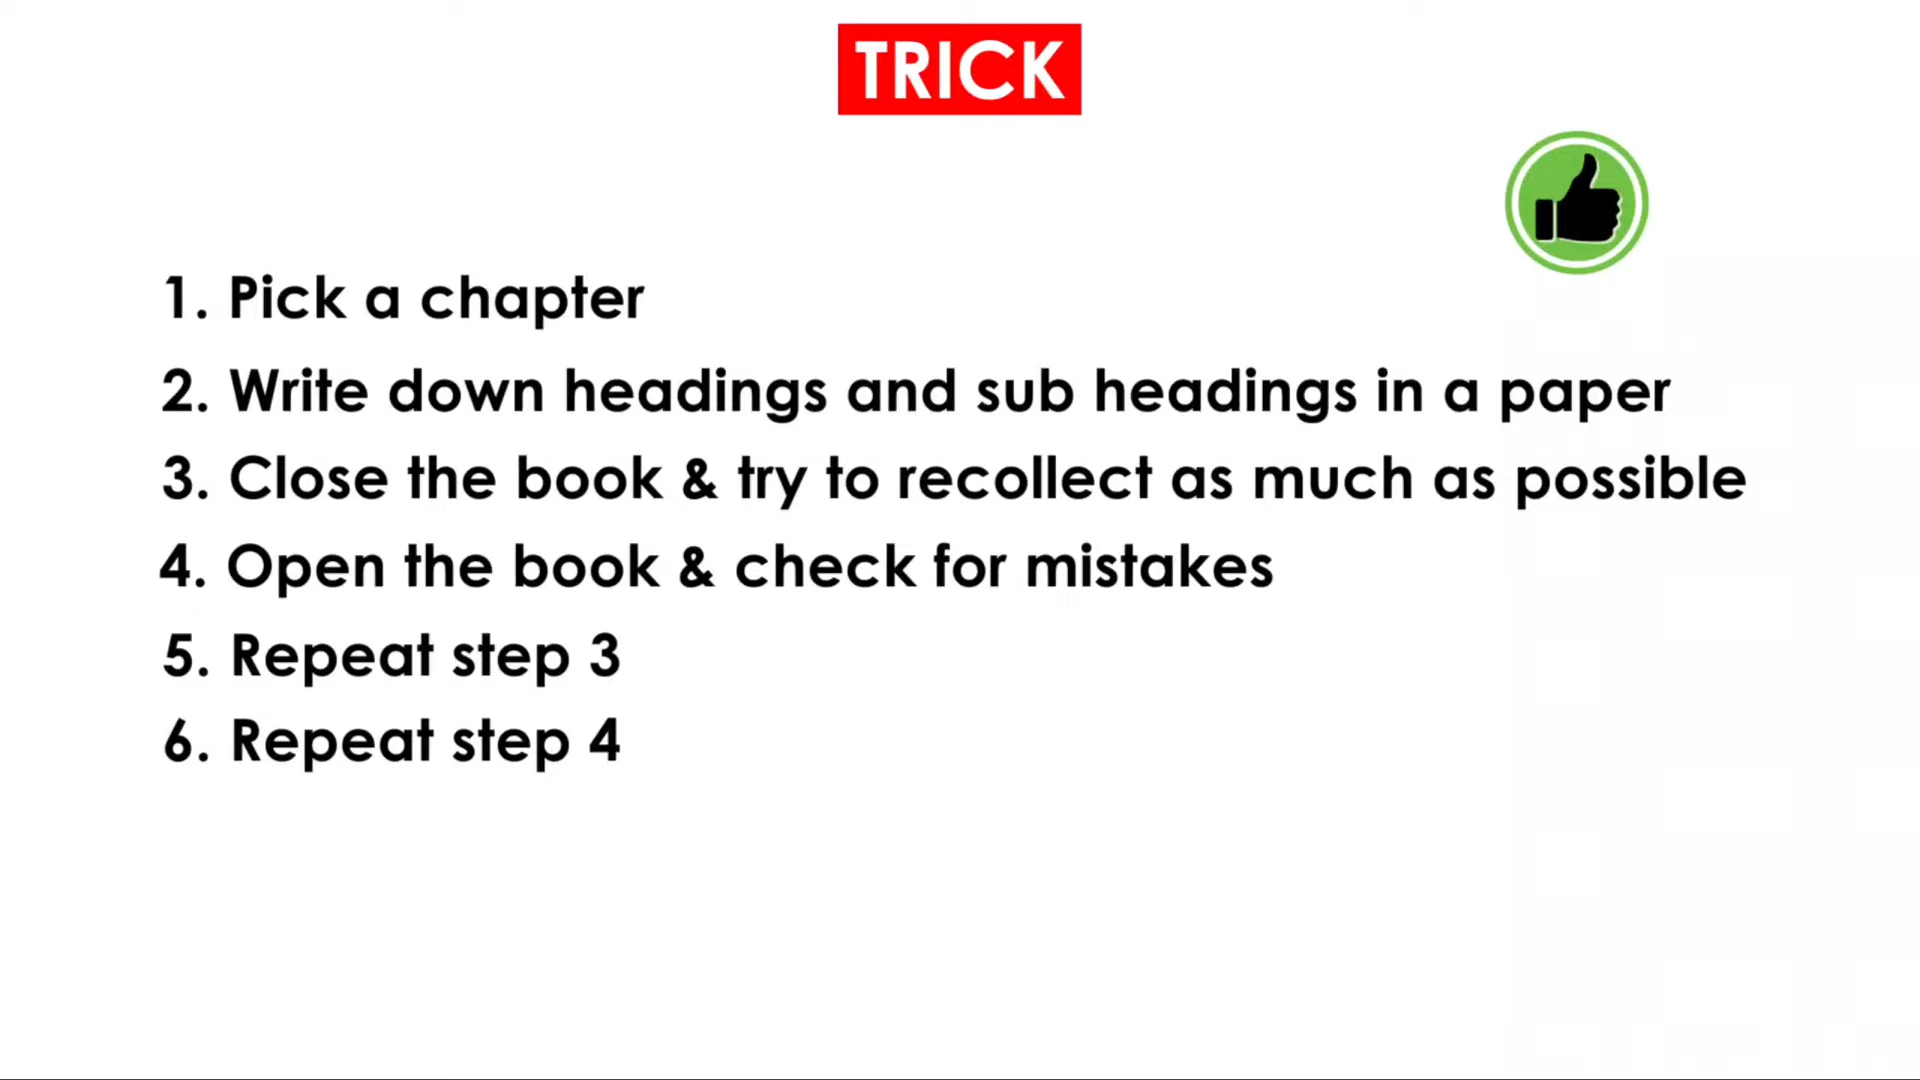 TRICK
1. Pick a chapter
2. Write down headings and sub headings in a paper
3. Close the book & try to recollect as much as possible
4. Open the book & check for mistakes
5. Repeat step 3
6. Repeat step 4